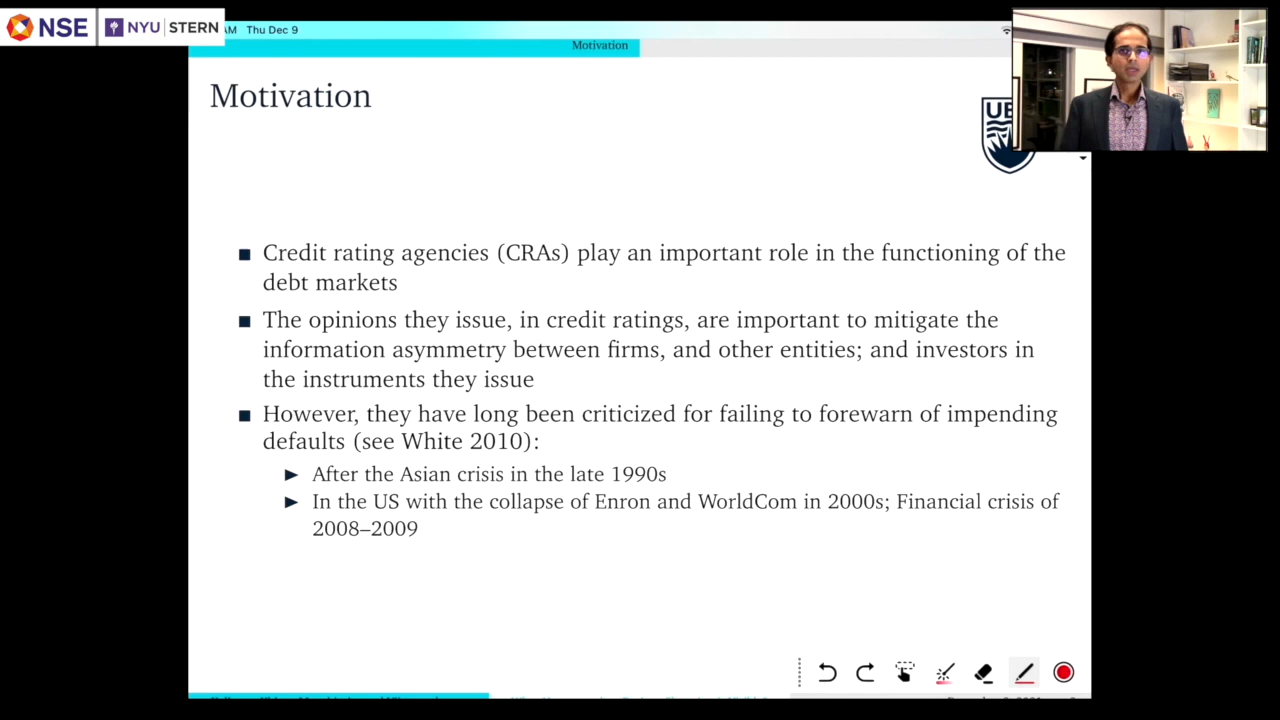 NSE
NYU STERN
AM Thu Dec 9
Motivation
Motivation
Credit rating agencies (CRAs) play an important role in the functioning of the
debt markets
The opinions they issue, in credit ratings, are important to mitigate the
information asymmetry between firms, and other entities; and investors in
the instruments they issue
However, they have long been criticized for failing to forewarn of impending
defaults (see White 2010):
After the Asian crisis in the late 1990s
In the US with the collapse of Enron and WorldCom in 2000s; Financial crisis of
2008–2009